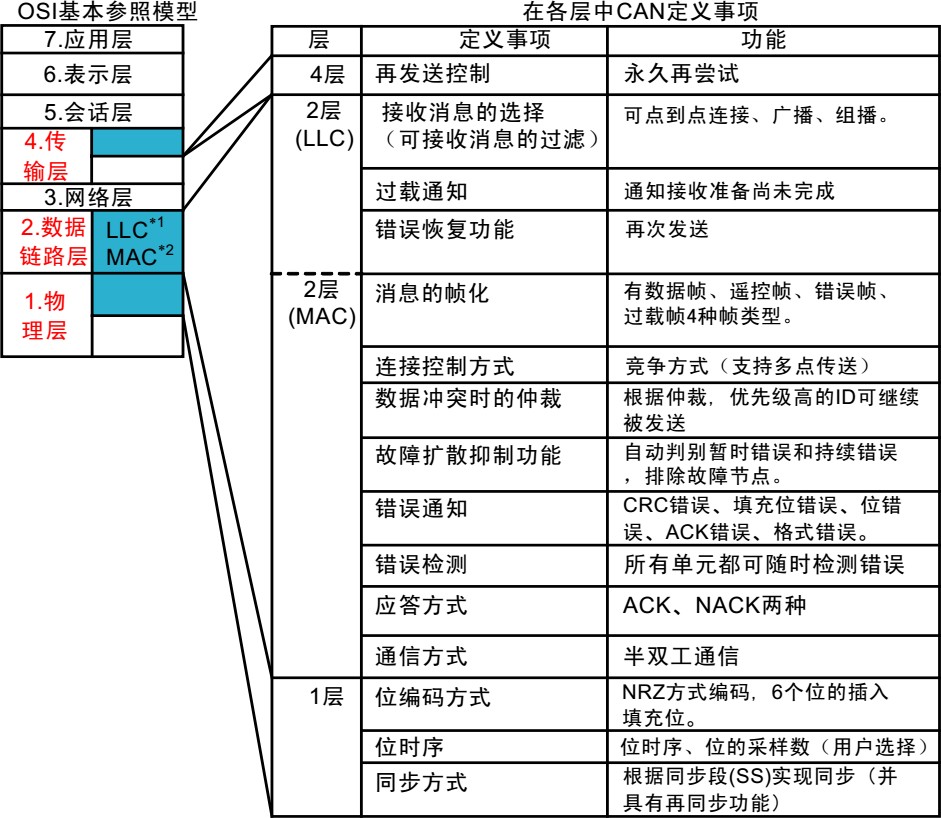 OSI基本参照模型
7.应用层
6.表示层
5.会话层
4.传
输层
3.网络层
2.数据
链路层
LLC*1
MAC*2
1.物
理层
在各层中CAN定义事项
层
定义事项
功能
4层
再发送控制
永久再尝试
2层
(LLC)
接收消息的选择
（可接收消息的过滤）
可点到点连接、广播、组播。
过载通知
通知接收准备尚未完成
错误恢复功能
再次发送
2层
(MAC)
消息的帧化
有数据帧、遥控帧、错误帧、
过载帧4种帧类型。
连接控制方式
竞争方式（支持多点传送）
数据冲突时的仲裁
根据仲裁，优先级高的ID可继续
被发送
故障扩散抑制功能
自动判别暂时错误和持续错误
，排除故障节点。
错误通知
CRC错误、填充位错误、位错
误、ACK错误、格式错误。
错误检测
所有单元都可随时检测错误
应答方式
ACK、NACK两种
通信方式
半双工通信
1层
位编码方式
NRZ方式编码，6个位的插入
填充位。
位时序
位时序、位的采样数（用户选择）
同步方式
根据同步段(SS)实现同步（并
具有再同步功能）